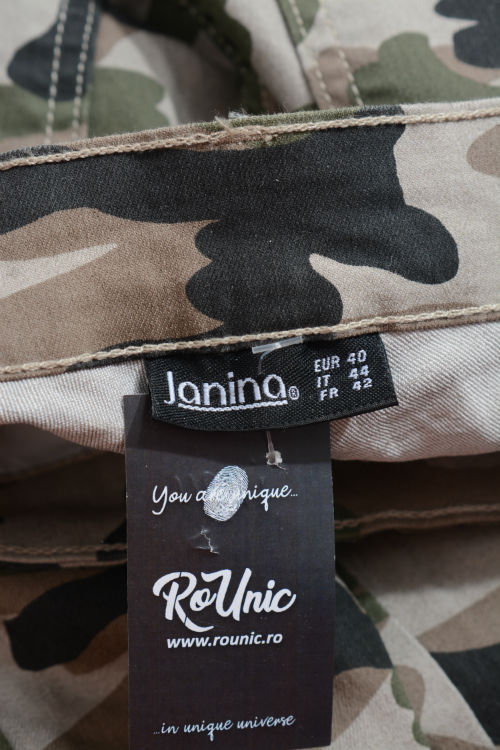 Janina®
EUR 40
IT 44
FR 42
You are unique...
RoUnic
www.rounic.ro
...in unique universe